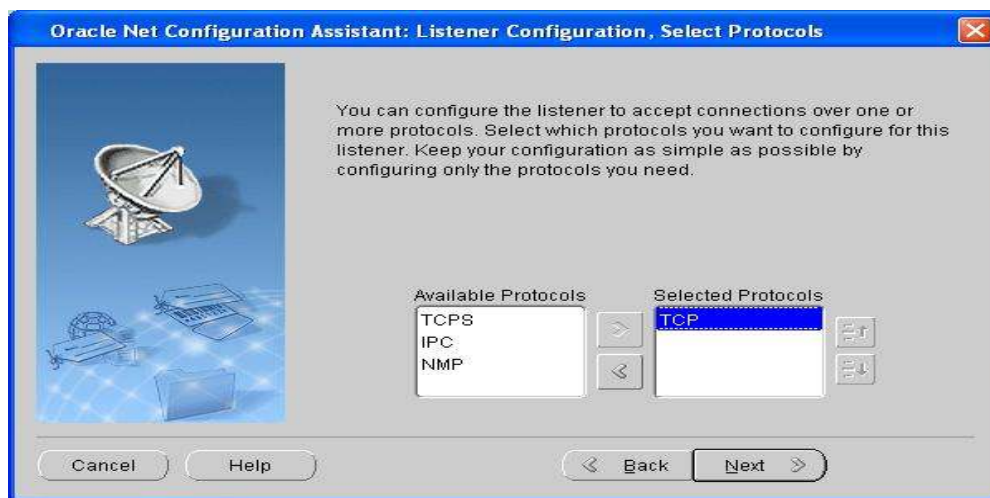 Oracle Net Configuration Assistant: Listener Configuration, Select Protocols
You can configure the listener to accept connections over one or
more protocols. Select which protocols you want to configure for this
listener. Keep your configuration as simple as possible by
configuring only the protocols you need.
Available Protocols
TCPS
IPC
NMP
Selected Protocols
TCP
Cancel
Help
Back
Next